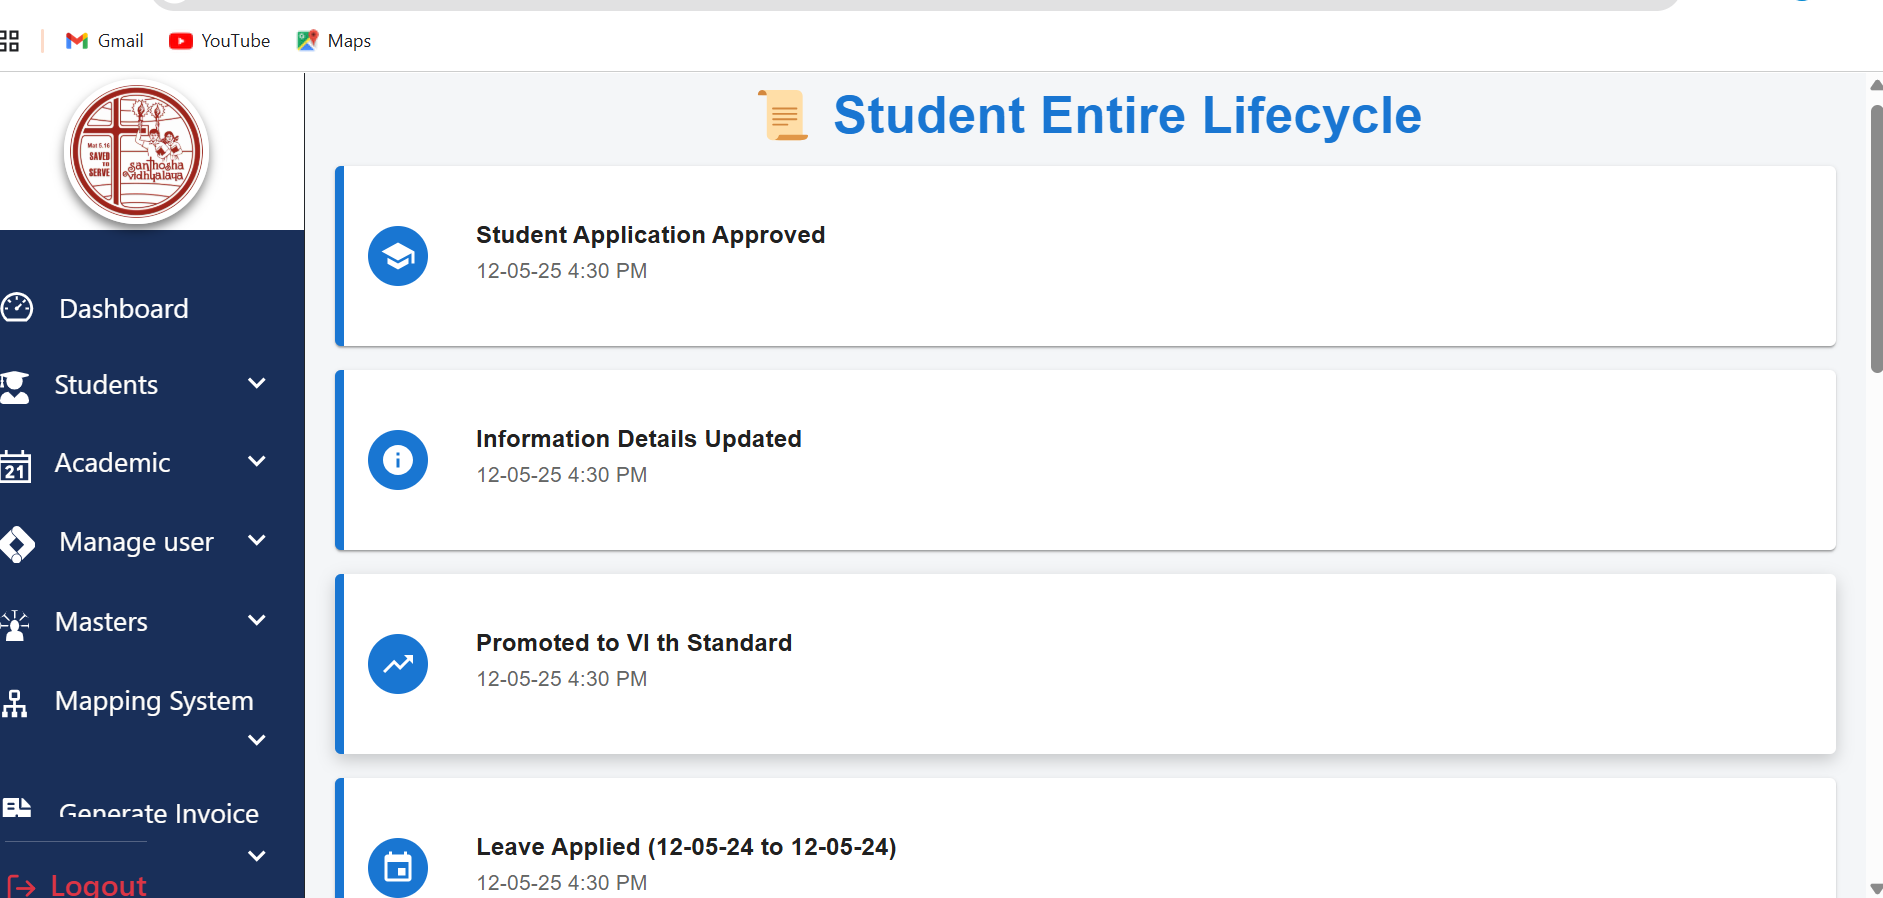 Gmail
YouTube
Maps
Mat 5.16
SAVED
TO
SERVE
santhosha
vidhyalaya
Dashboard
Students
21
Academic
Manage user
Masters
Mapping System
Generate Invoice
Logout
Student Entire Lifecycle
Student Application Approved
12-05-25 4:30 PM
Information Details Updated
12-05-25 4:30 PM
Promoted to VI th Standard
12-05-25 4:30 PM
Leave Applied (12-05-24 to 12-05-24)
12-05-25 4:30 PM